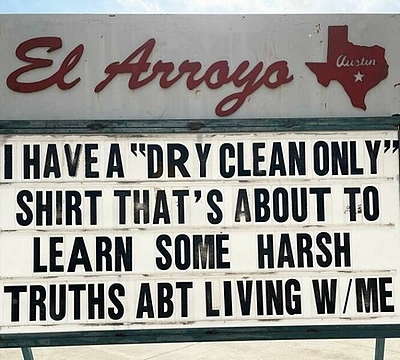 El Arroyo
Austin
I HAVE A "DRY CLEAN ONLY"
SHIRT THAT'S ABOUT TO
LEARN SOME HARSH
TRUTHS ABT LIVING W/ME